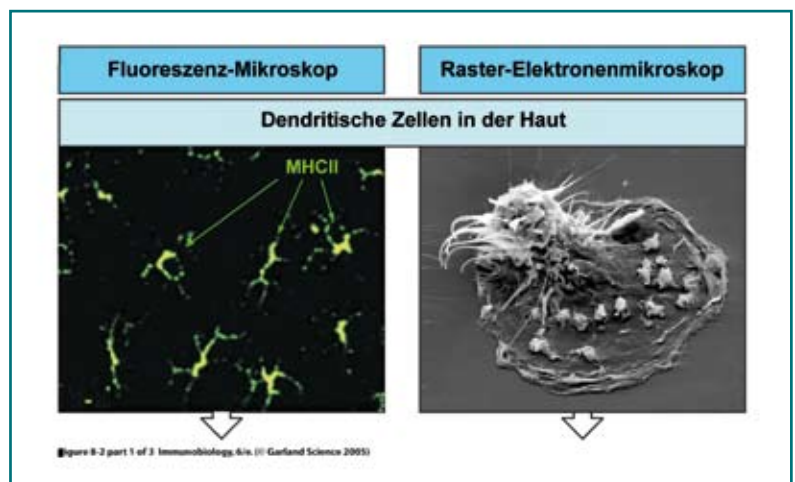 Fluoreszenz-Mikroskop
Raster-Elektronenmikroskop
Dendritische Zellen in der Haut
MHCII
igure 8-2 part 1 of 3 Immunobiology, 6/e. (© Garland Science 2005)